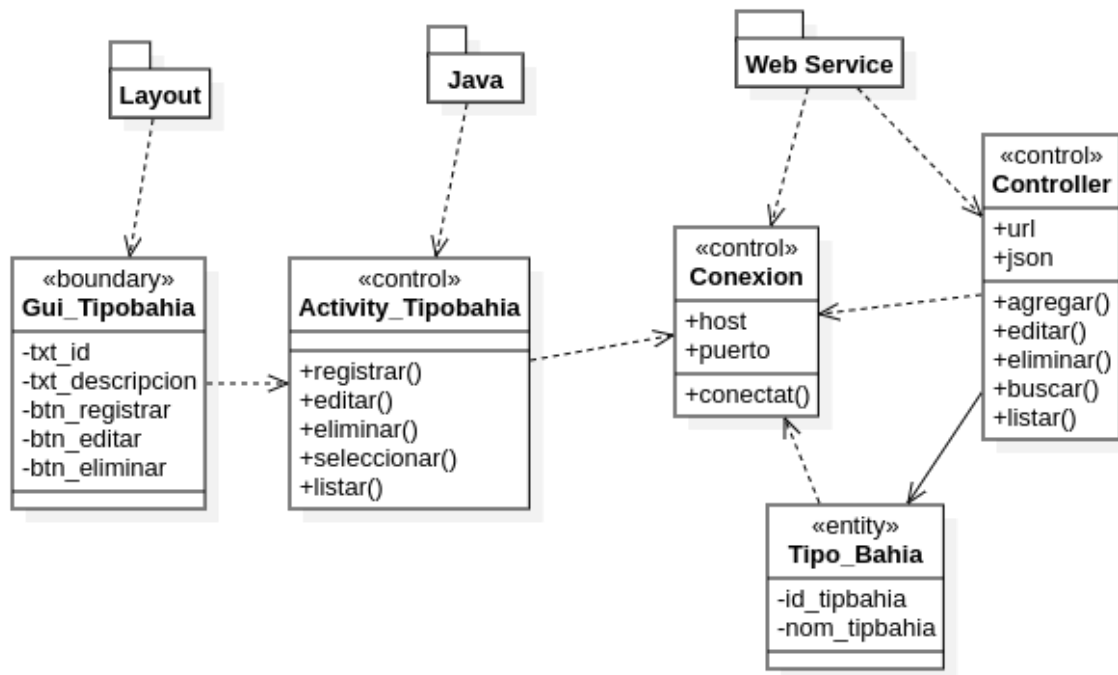 Layout
Java
Web Service
«boundary»
Gui_Tipobahia
-txt_id
-txt_descripcion
-btn_registrar
-btn_editar
-btn_eliminar
«control»
Activity_Tipobahia
+registrar()
+editar()
+eliminar()
+seleccionar()
+listar()
«control»
Conexion
+host
+puerto
+conectat()
«control»
Controller
+url
+json
+agregar()
+editar()
+eliminar()
+buscar()
+listar()
«entity»
Tipo_Bahia
-id_tipbahia
-nom_tipbahia